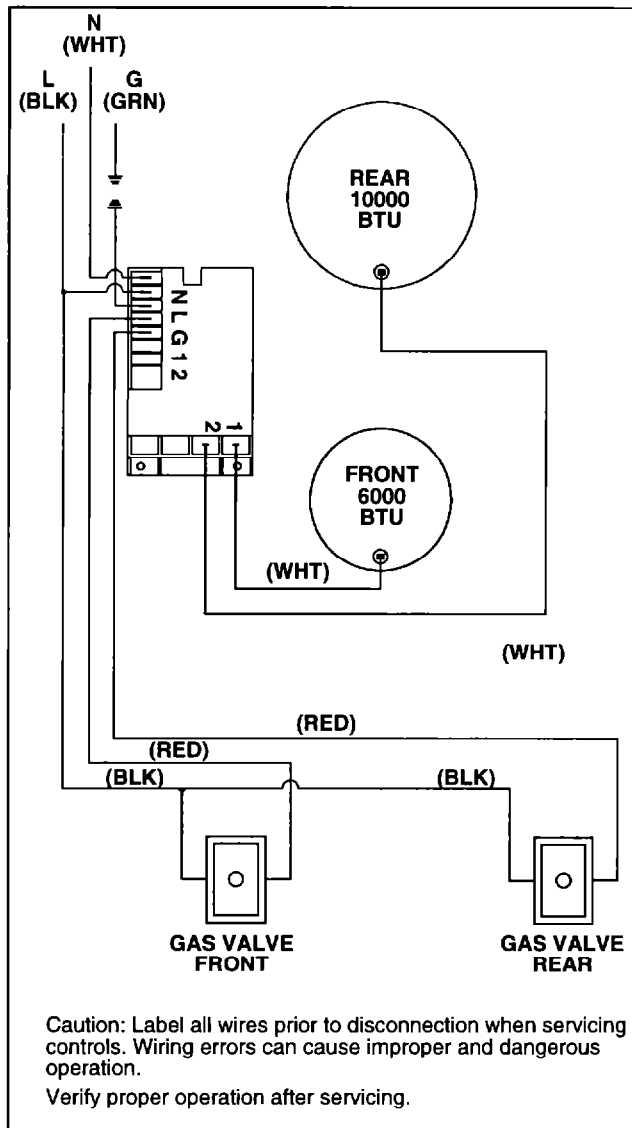 N
(WHT)
L
(BLK)
G
(GRN)
REAR
10000
BTU
N L G 1 2
2 1
FRONT
6000
BTU
(WHT)
(WHT)
(RED)
(RED)
(BLK)
(BLK)
GAS VALVE
FRONT
GAS VALVE
REAR
Caution: Label all wires prior to disconnection when servicing
controls. Wiring errors can cause improper and dangerous
operation.
Verify proper operation after servicing.